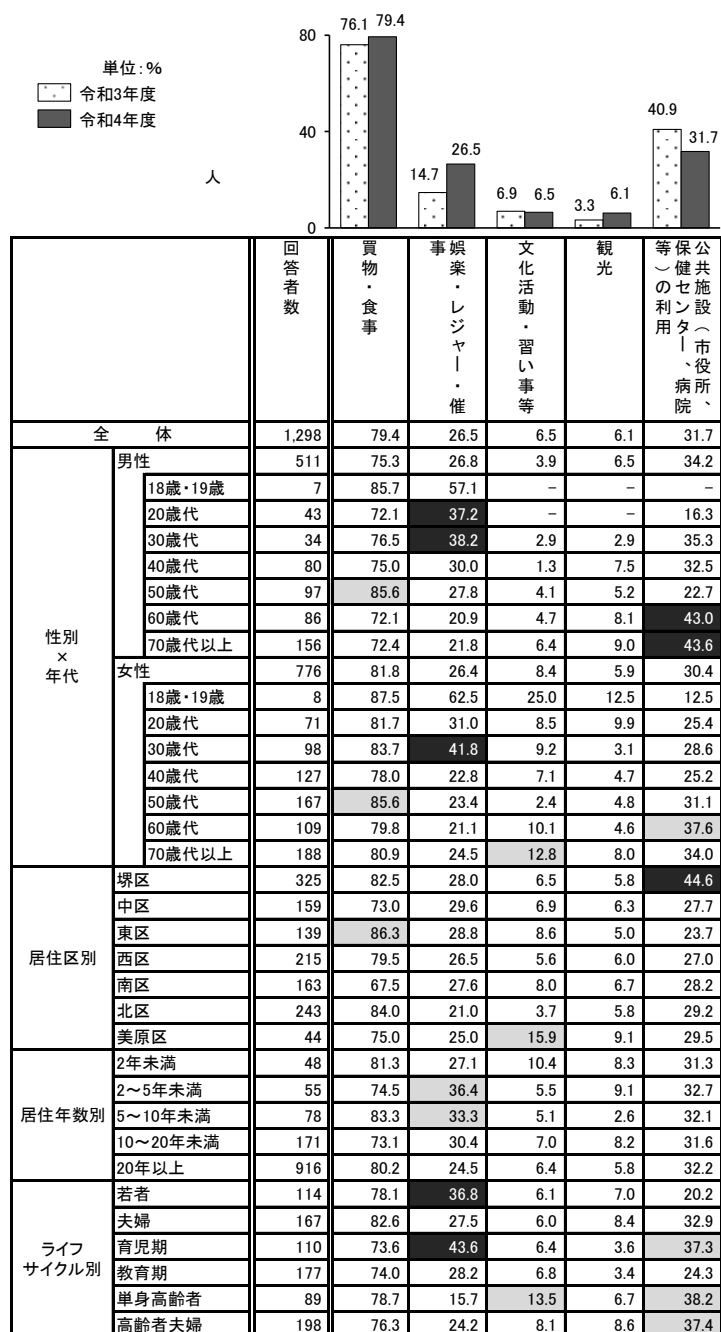 単位:%
令和3年度
令和4年度
人
80
40
0
76.1 79.4
14.7 26.5
6.9 6.5
3.3 6.1
40.9 31.7
回答者数
買物・食事
娯楽・レジャー・催
事
文化活動・習い事等
観光
公共施設（市役所、
保健センター、病院
等）の利用
全 体 1,298 79.4 26.5 6.5 6.1 31.7
性別
×
年代
男性 511 75.3 26.8 3.9 6.5 34.2
18歳・19歳 7 85.7 57.1 − − −
20歳代 43 72.1 37.2 − − 16.3
30歳代 34 76.5 38.2 2.9 2.9 35.3
40歳代 80 75.0 30.0 1.3 7.5 32.5
50歳代 97 85.6 27.8 4.1 5.2 22.7
60歳代 86 72.1 20.9 4.7 8.1 43.0
70歳代以上 156 72.4 21.8 6.4 9.0 43.6
女性 776 81.8 26.4 8.4 5.9 30.4
18歳・19歳 8 87.5 62.5 25.0 12.5 12.5
20歳代 71 81.7 31.0 8.5 9.9 25.4
30歳代 98 83.7 41.8 9.2 3.1 28.6
40歳代 127 78.0 22.8 7.1 4.7 25.2
50歳代 167 85.6 23.4 2.4 4.8 31.1
60歳代 109 79.8 21.1 10.1 4.6 37.6
70歳代以上 188 80.9 24.5 12.8 8.0 34.0
居住区別
堺区 325 82.5 28.0 6.5 5.8 44.6
中区 159 73.0 29.6 6.9 6.3 27.7
東区 139 86.3 28.8 8.6 5.0 23.7
西区 215 79.5 26.5 5.6 6.0 27.0
南区 163 67.5 27.6 8.0 6.7 28.2
北区 243 84.0 21.0 3.7 5.8 29.2
美原区 44 75.0 25.0 15.9 9.1 29.5
居住年数別
2年未満 48 81.3 27.1 10.4 8.3 31.3
2～5年未満 55 74.5 36.4 5.5 9.1 32.7
5～10年未満 78 83.3 33.3 5.1 2.6 32.1
10～20年未満 171 73.1 30.4 7.0 8.2 31.6
20年以上 916 80.2 24.5 6.4 5.8 32.2
ライフ
サイクル別
若者 114 78.1 36.8 6.1 7.0 20.2
夫婦 167 82.6 27.5 6.0 8.4 32.9
育児期 110 73.6 43.6 6.4 3.6 37.3
教育期 177 74.0 28.2 6.8 3.4 24.3
単身高齢者 89 78.7 15.7 13.5 6.7 38.2
高齢者夫婦 198 76.3 24.2 8.1 8.6 37.4